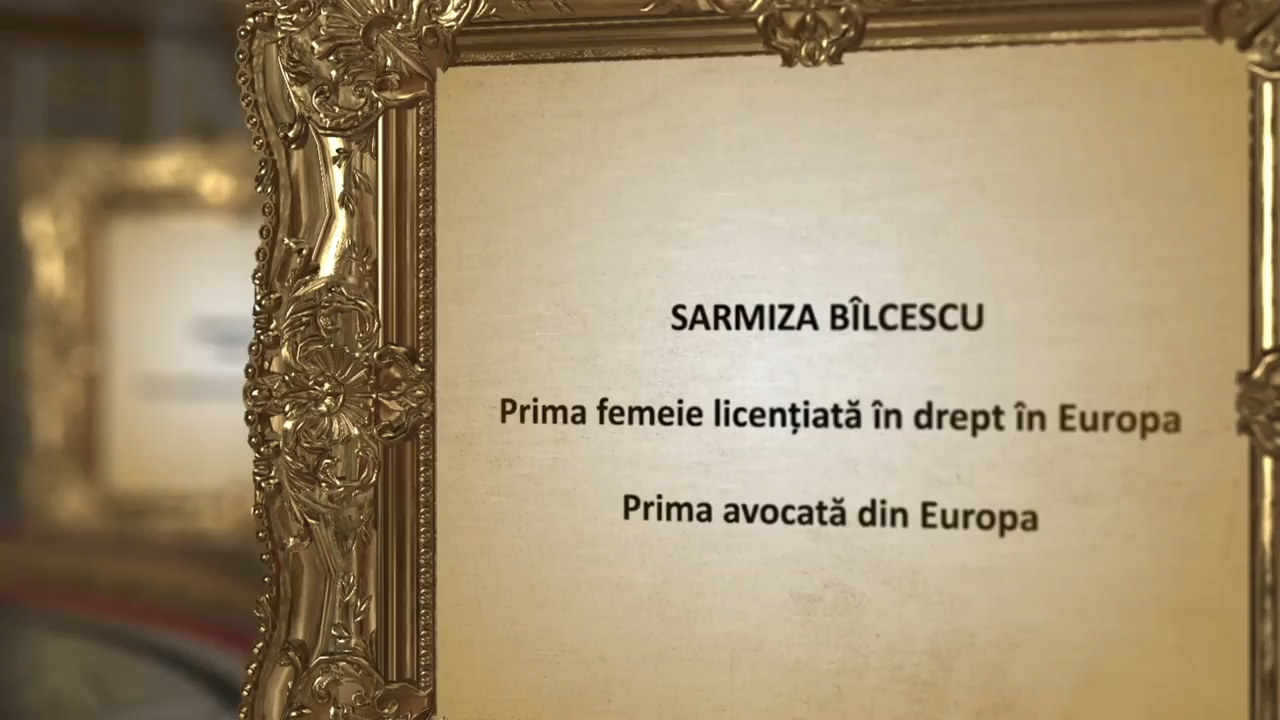 SARMIZA BÎLCESCU
Prima femeie licențiată în drept în Europa
Prima avocată din Europa